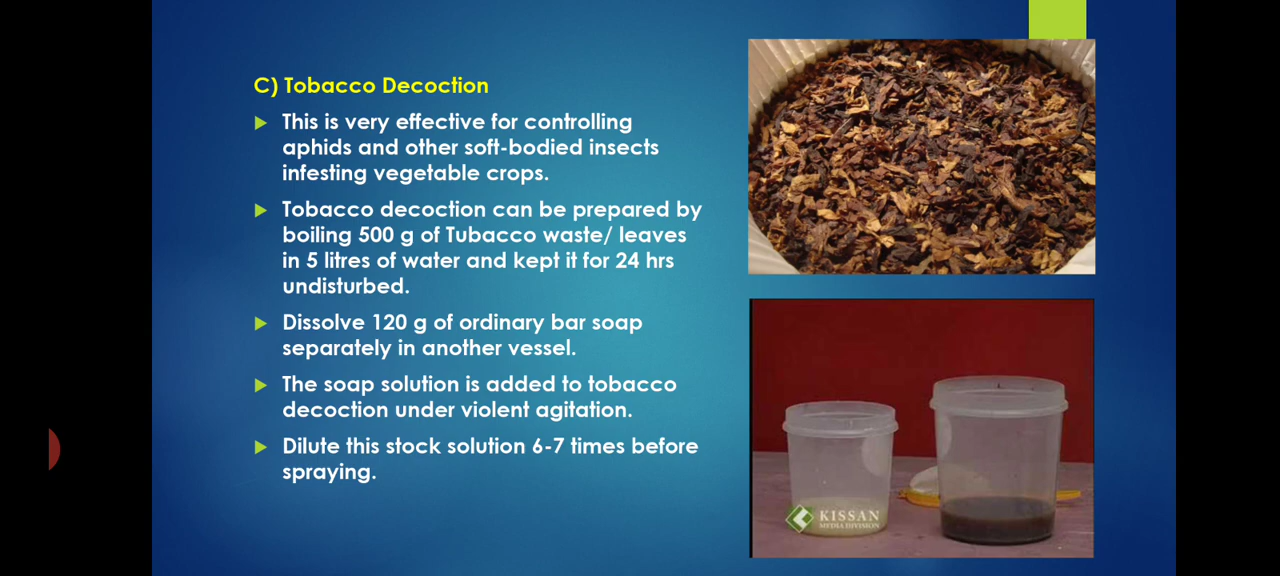 C) Tobacco Decoction
This is very effective for controlling
aphids and other soft-bodied insects
infesting vegetable crops.
Tobacco decoction can be prepared by
boiling 500 g of Tubacco waste/ leaves
in 5 litres of water and kept it for 24 hrs
undisturbed.
Dissolve 120 g of ordinary bar soap
separately in another vessel.
The soap solution is added to tobacco
decoction under violent agitation.
Dilute this stock solution 6-7 times before
spraying.
KISSAN
MEDIA DIVISION